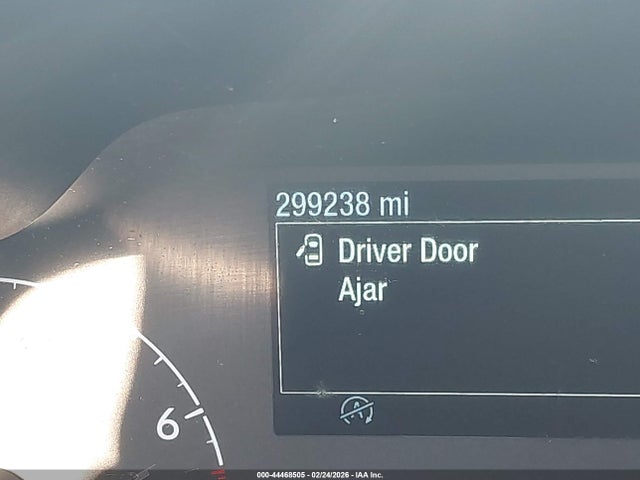 299238 mi
Driver Door
Ajar
6
000-44468505 - 02/24/2026 - IAA Inc.